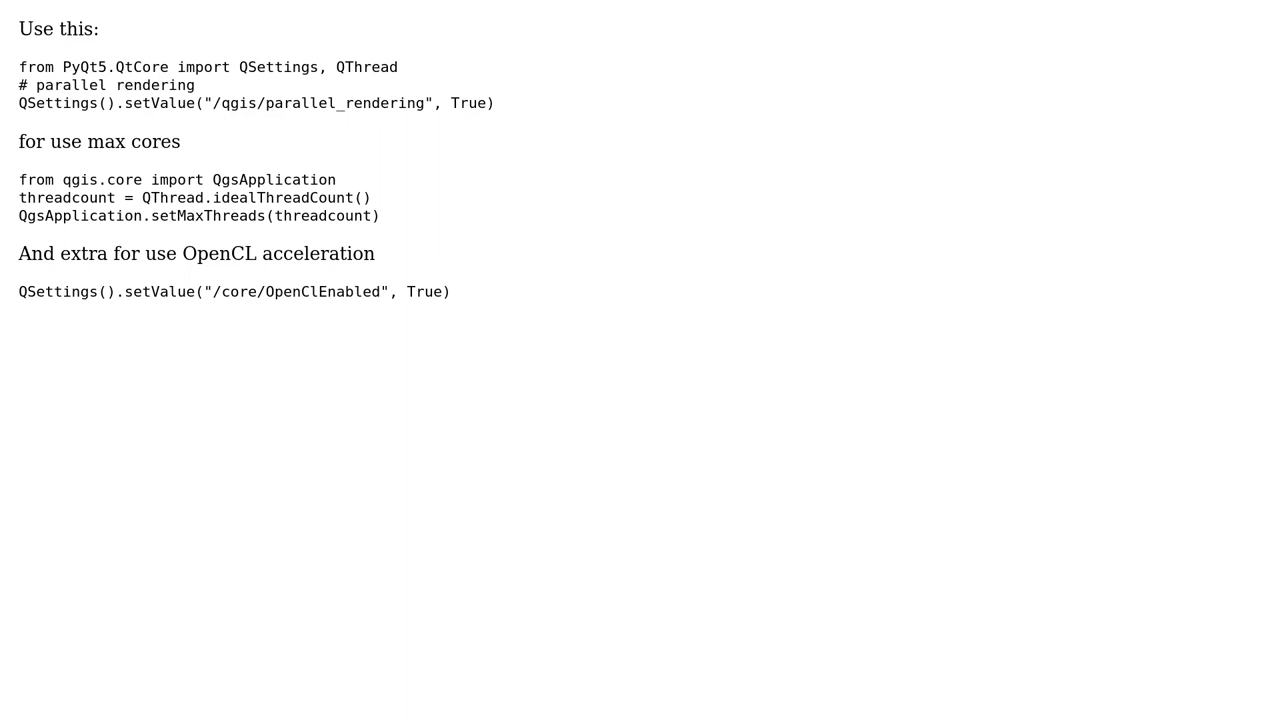 Use this:
from PyQt5.QtCore import QSettings, QThread
# parallel rendering
QSettings().setValue("/qgis/parallel_rendering", True)
for use max cores
from qgis.core import QgsApplication
threadcount = QThread.idealThreadCount()
QgsApplication.setMaxThreads(threadcount)
And extra for use OpenCL acceleration
QSettings().setValue("/core/OpenClEnabled", True)